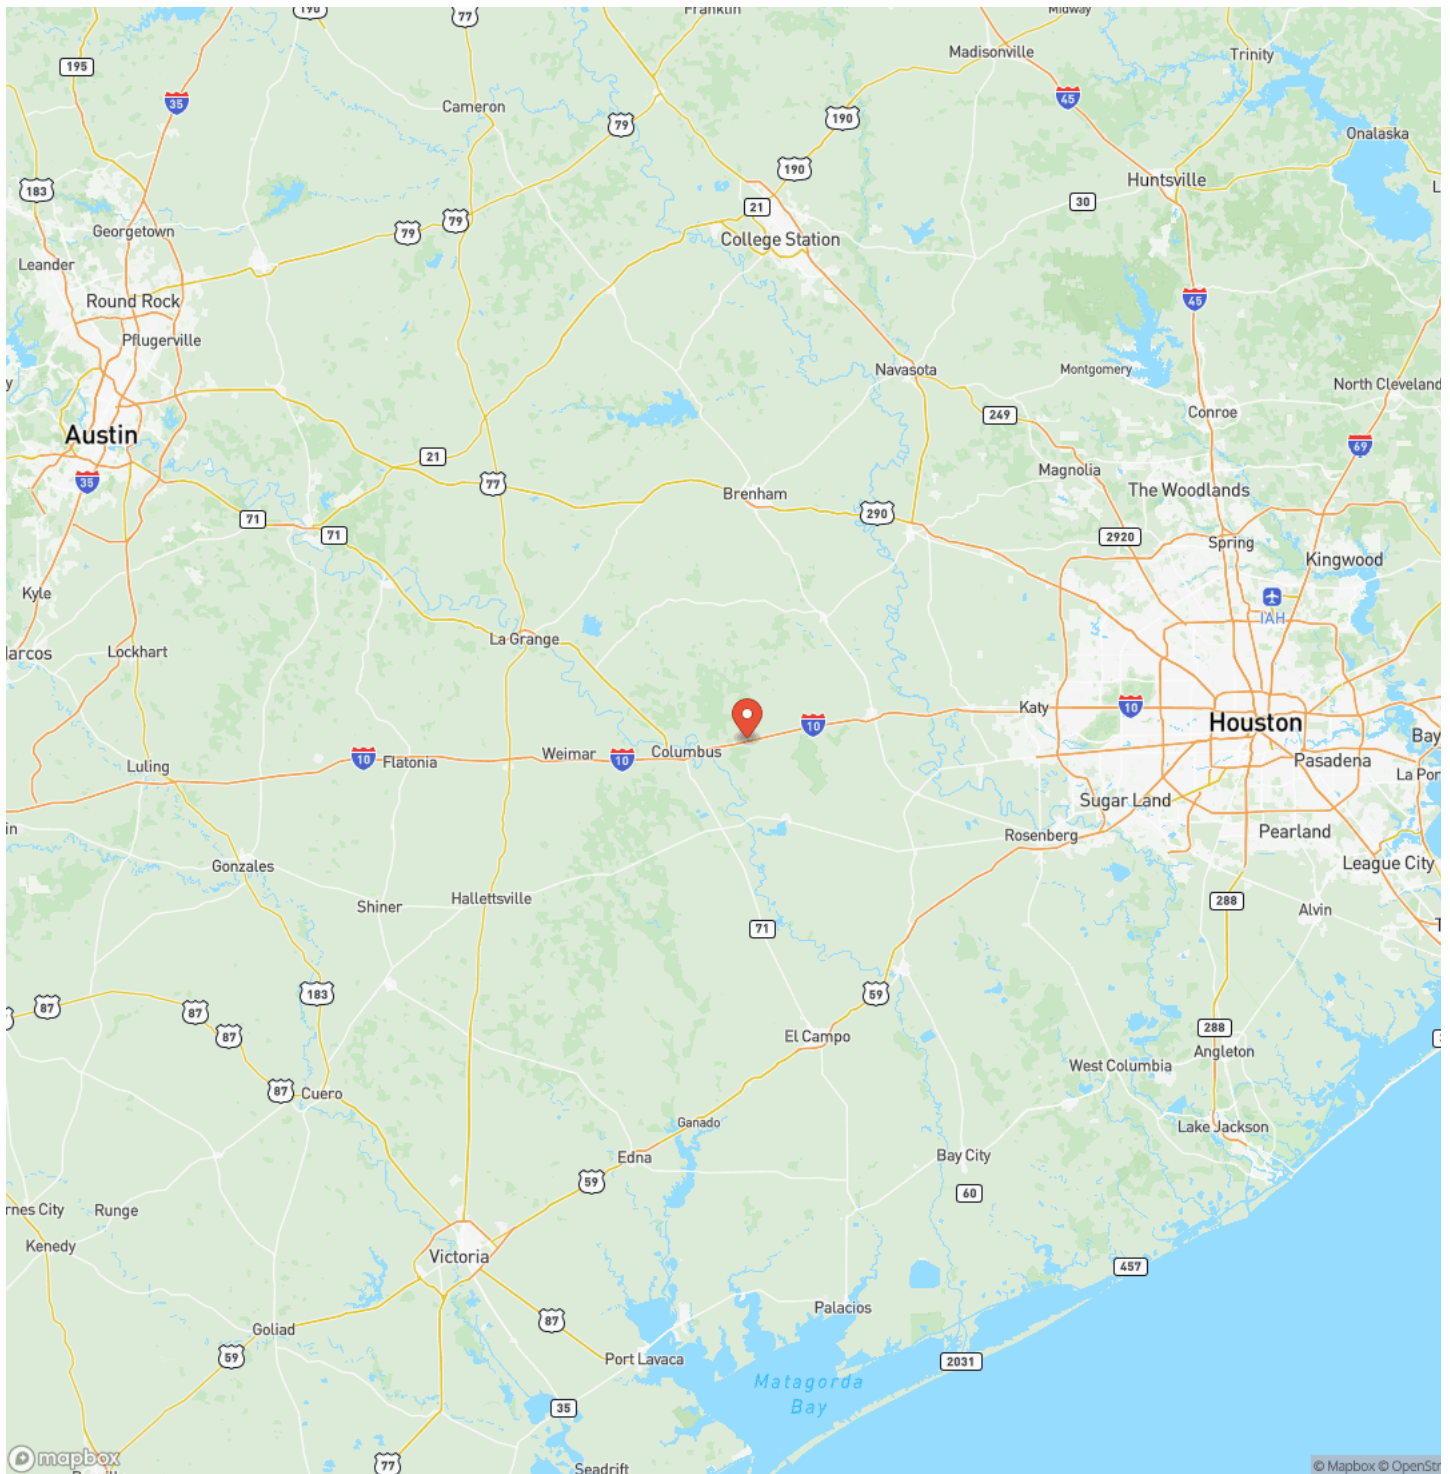 190
77
Franklin
Midway
195
35
Cameron
79
190
Madisonville
45
Trinity
Onalaska
183
190
Huntsville
30
21
College Station
79
79
Georgetown
Leander
Round Rock
Pflugerville
45
Navasota
Montgomery
North Cleveland
249
Conroe
Austin
21
69
35
77
Magnolia
Brenham
The Woodlands
71
71
290
2920
Spring
Kingwood
Kyle
IAH
La Grange
Lockhart
arcos
Katy
10
10
Houston
Bay
10
Flatonia
Weimar
10
Columbus
Luling
Pasadena
La Por
Sugar Land
in
Rosenberg
Pearland
League City
Gonzales
Hallettsville
Shiner
288
Alvin
71
87
87
183
59
87
288
El Campo
Angleton
West Columbia
87
Cuero
Ganado
Lake Jackson
Edna
Bay City
59
60
rnes City
Runge
Kenedy
Victoria
457
Palacios
87
Goliad
59
Port Lavaca
2031
Matagorda
Bay
35
77
Seadrift
mapbox
© Mapbox © OpenStr